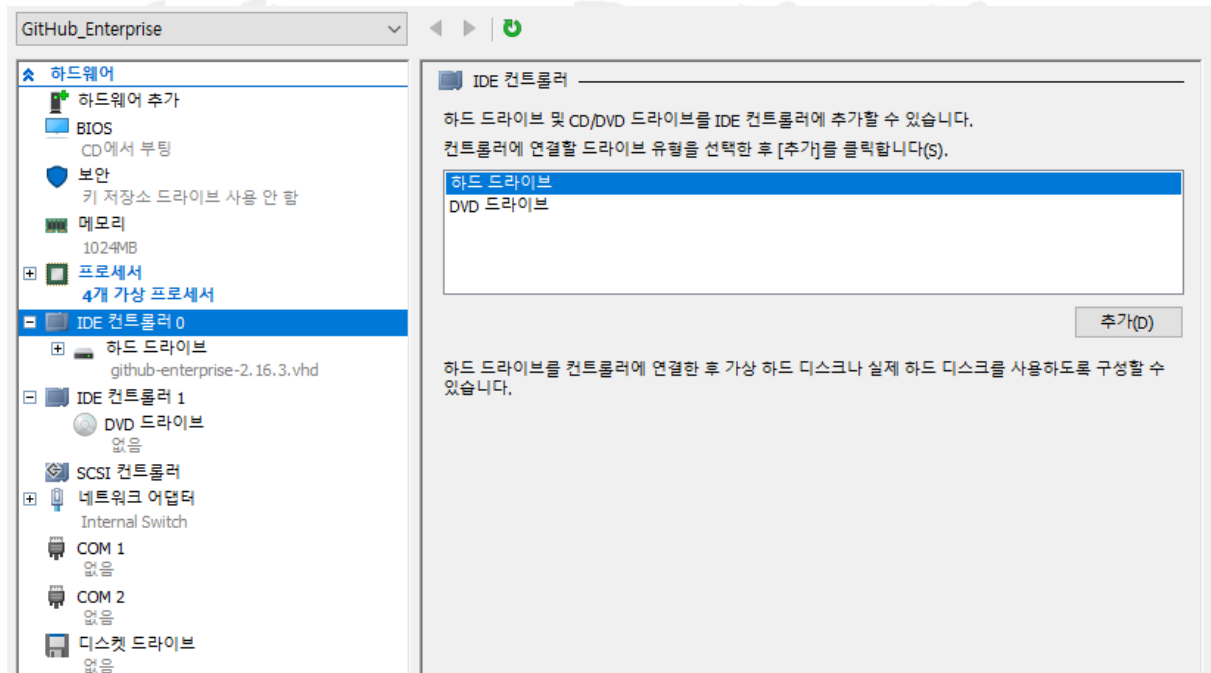 GitHub_Enterprise
하드웨어
하드웨어 추가
BIOS
CD에서 부팅
보안
키 저장소 드라이브 사용 안 함
메모리
1024MB
프로세서
4개 가상 프로세서
IDE 컨트롤러 0
하드 드라이브
github-enterprise-2.16.3.vhd
IDE 컨트롤러 1
DVD 드라이브
없음
SCSI 컨트롤러
네트워크 어댑터
Internal Switch
COM 1
없음
COM 2
없음
디스켓 드라이브
없음
IDE 컨트롤러
하드 드라이브 및 CD/DVD 드라이브를 IDE 컨트롤러에 추가할 수 있습니다.
컨트롤러에 연결할 드라이브 유형을 선택한 후 [추가]를 클릭합니다(S).
하드 드라이브
DVD 드라이브
추가(D)
하드 드라이브를 컨트롤러에 연결한 후 가상 하드 디스크나 실제 하드 디스크를 사용하도록 구성할 수
있습니다.